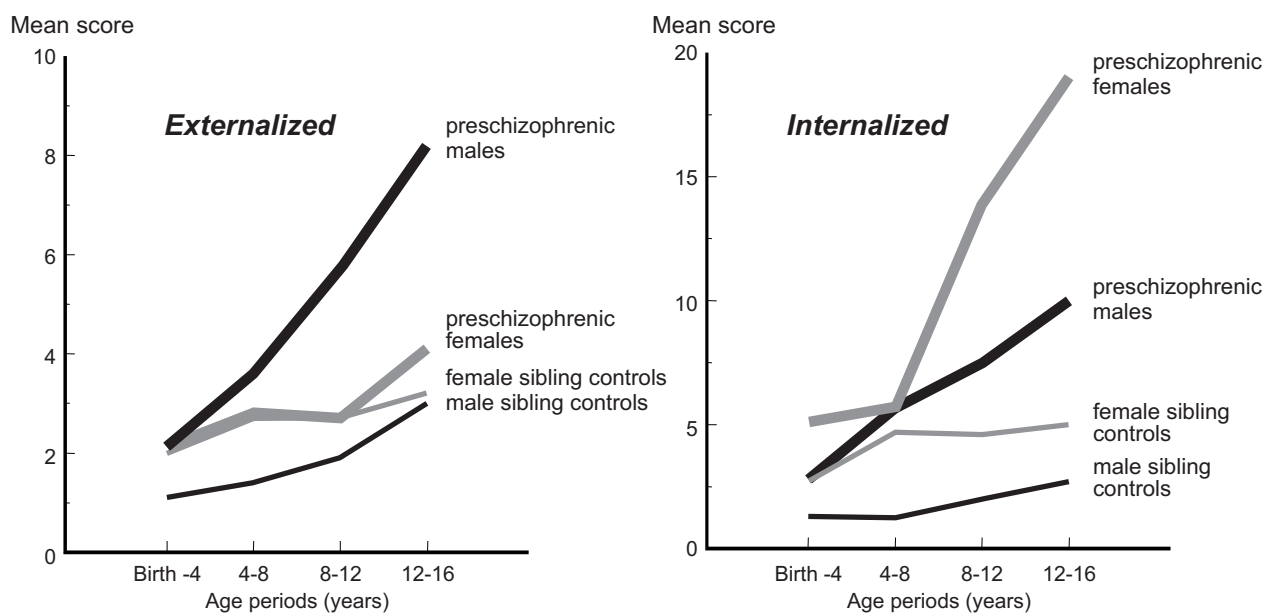 Mean score
10
8
6
4
2
0
Externalized
preschizophrenic
males
preschizophrenic
females
female sibling controls
male sibling controls
Birth -4 4-8 8-12 12-16
Age periods (years)
Mean score
20
15
10
5
0
Internalized
preschizophrenic
females
preschizophrenic
males
female sibling
controls
male sibling
controls
Birth -4 4-8 8-12 12-16
Age periods (years)